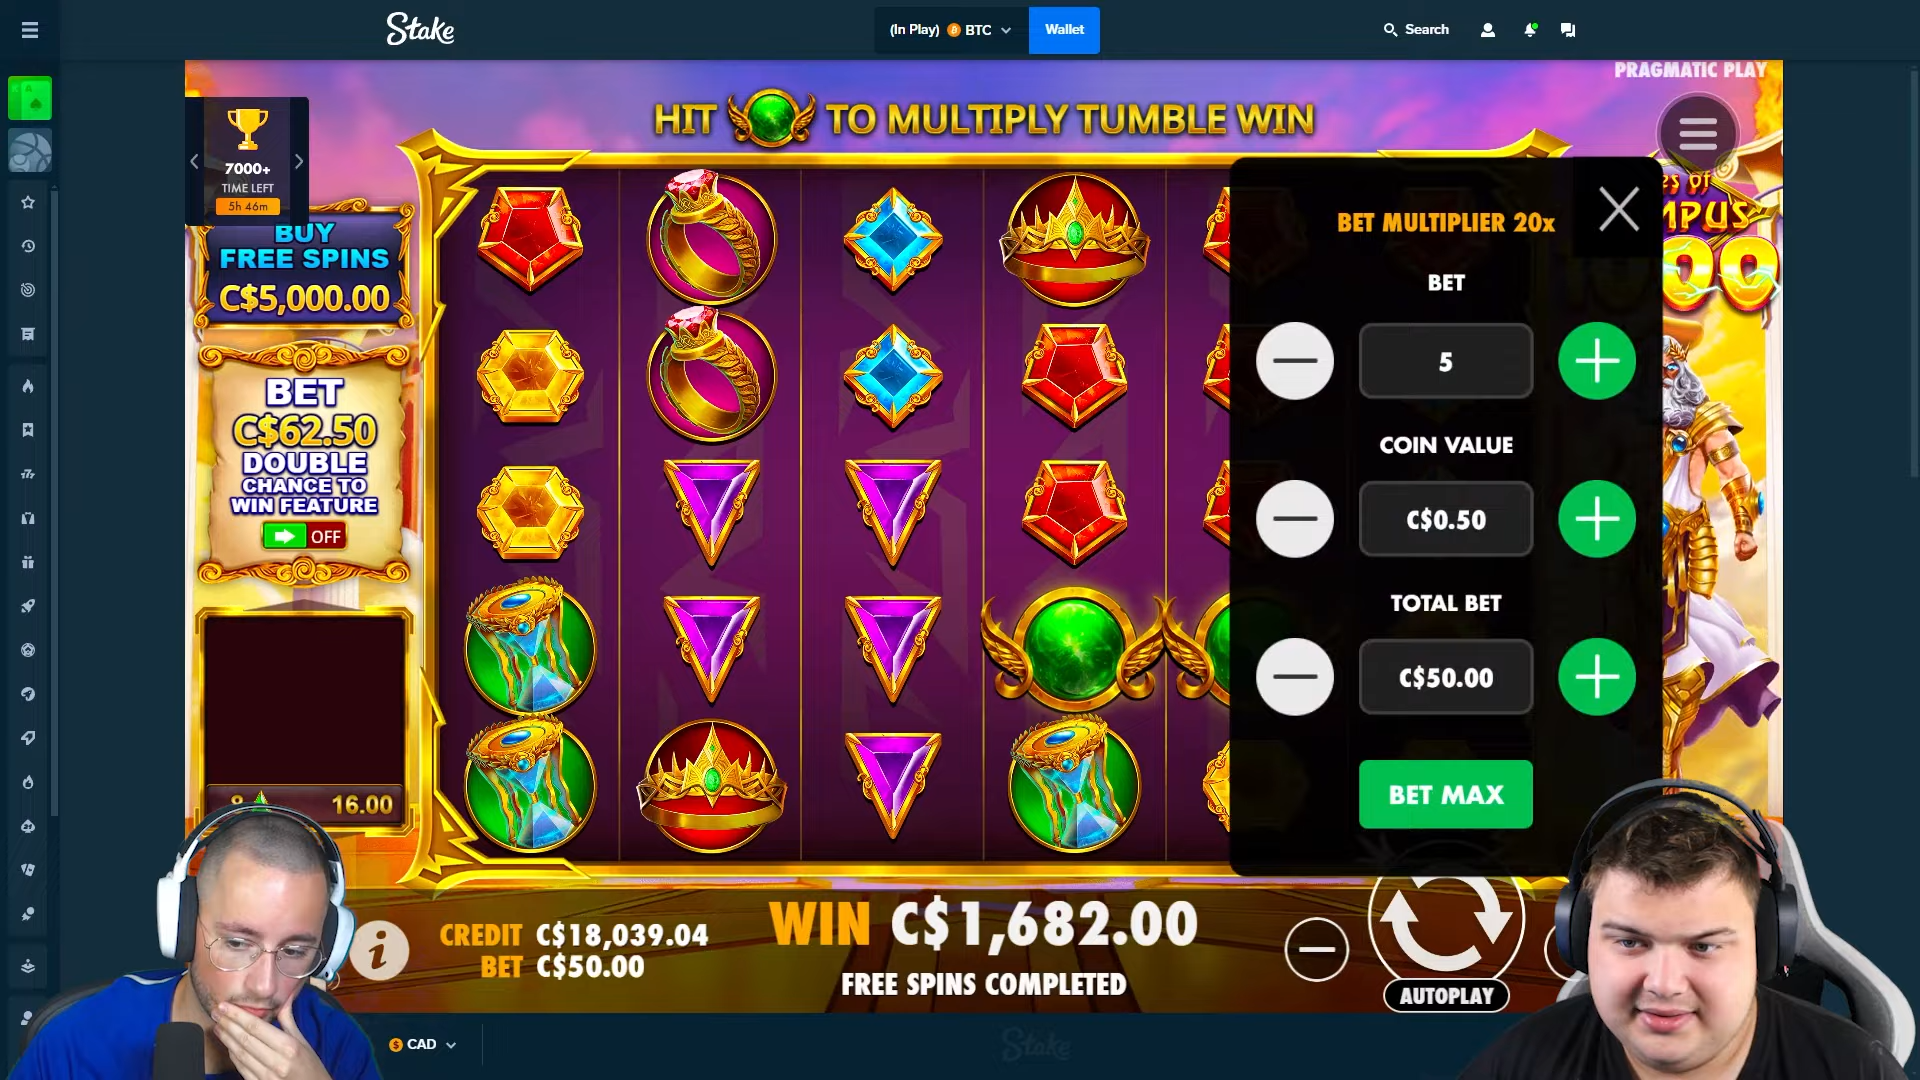 Stake
(In Play) BTC
Wallet
Search
PRAGMATIC PLAY
HIT TO MULTIPLY TUMBLE WIN
7000+
TIME LEFT
5h 46m
BUY
FREE SPINS
C$5,000.00
BET
C$62.50
DOUBLE
CHANCE TO
WIN FEATURE
OFF
16.00
BET MULTIPLIER 20x
BET
5
COIN VALUE
C$0.50
TOTAL BET
C$50.00
BET MAX
CREDIT C$18,039.04
BET C$50.00
WIN C$1,682.00
FREE SPINS COMPLETED
AUTOPLAY
CAD
Stake